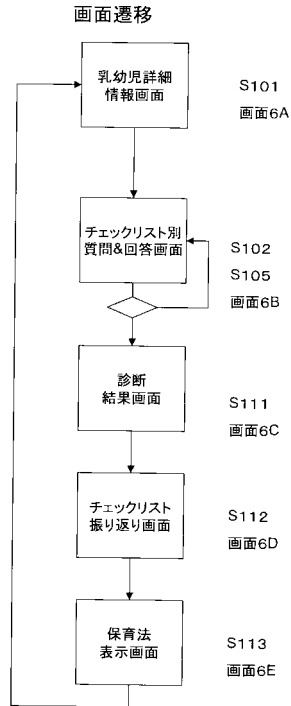 画面遷移
乳幼児詳細
情報画面
S101
画面6A
チェックリスト別
質問&回答画面
S102
S105
画面6B
診断
結果画面
S111
画面6C
チェックリスト
振り返り画面
S112
画面6D
保育法
表示画面
S113
画面6E